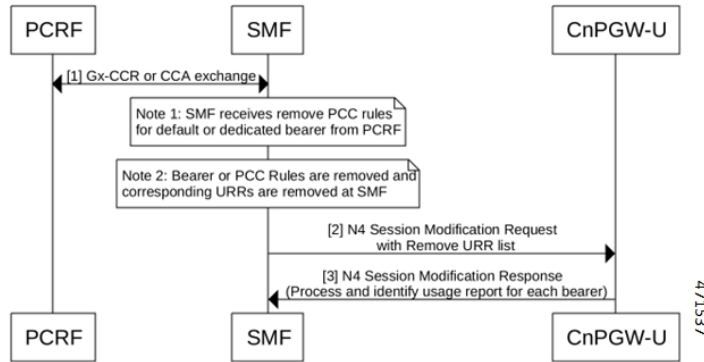 PCRF
SMF
CnPGW-U
[1] Gx-CCR or CCA exchange
Note 1: SMF receives remove PCC rules
for default or dedicated bearer from PCRF
Note 2: Bearer or PCC Rules are removed and
corresponding URRs are removed at SMF
[2] N4 Session Modification Request
with Remove URR list
[3] N4 Session Modification Response
(Process and identify usage report for each bearer)
PCRF
SMF
CnPGW-U
471537